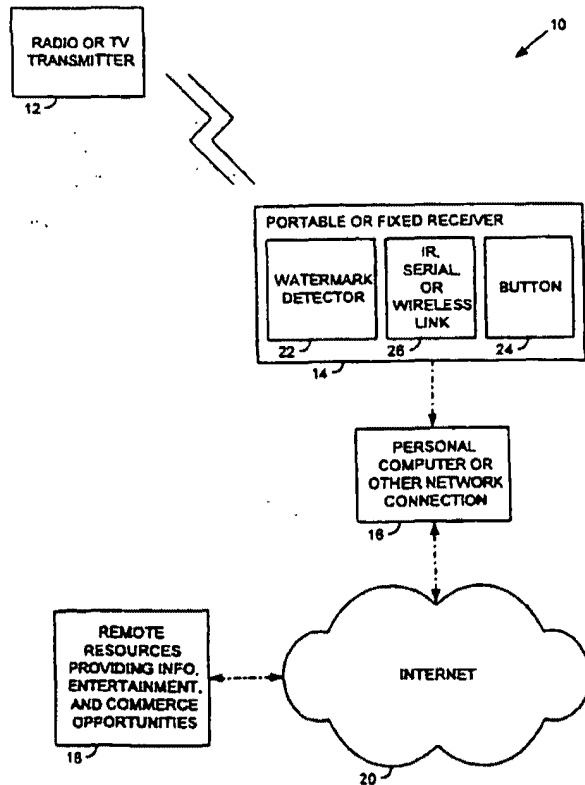 10
RADIO OR TV
TRANSMITTER
12
PORTABLE OR FIXED RECEIVER
WATERMARK
DETECTOR
22
IR,
SERIAL,
OR
WIRELESS
LINK
26
BUTTON
24
14
PERSONAL
COMPUTER OR
OTHER NETWORK
CONNECTION
16
REMOTE
RESOURCES
PROVIDING INFO,
ENTERTAINMENT,
AND COMMERCE
OPPORTUNITIES
18
INTERNET
20